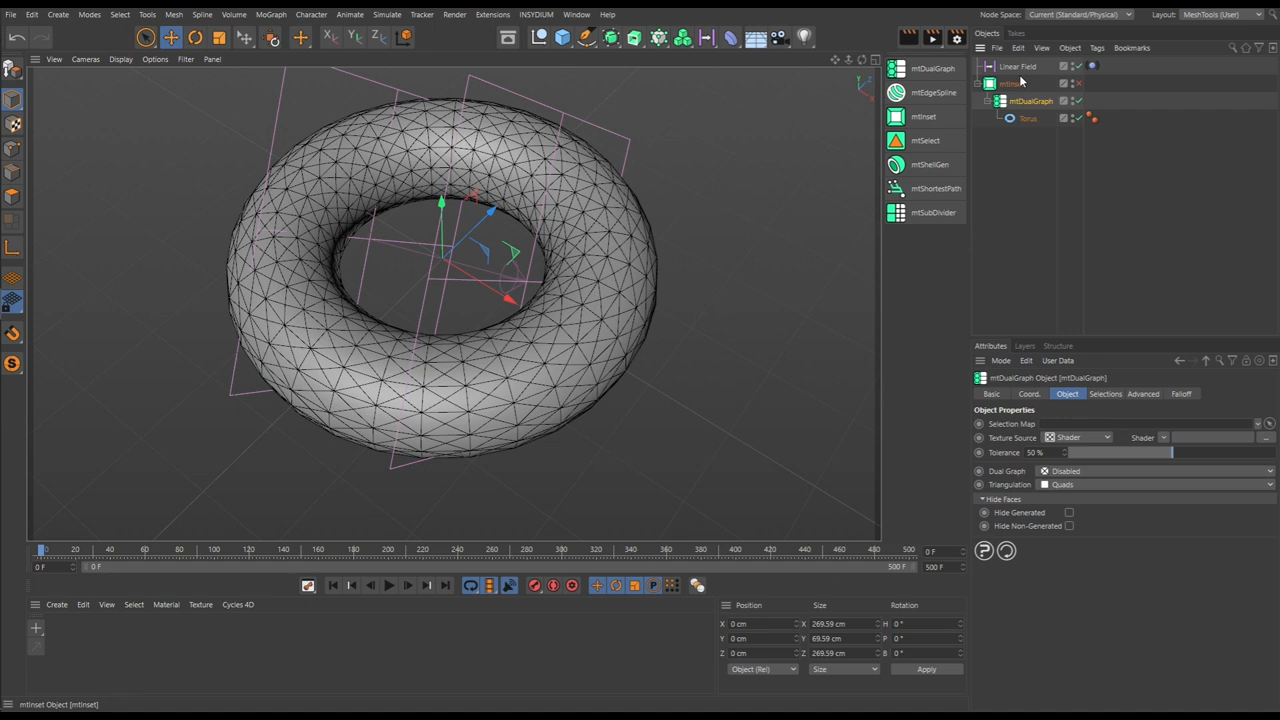 File Edit Create Modes Select Tools Mesh Spline Volume MoGraph Character Animate Simulate Tracker Render Extensions INSYDIUM Window Help
Node Space: Current (Standard/Physical) Layout: MeshTools (User)
Objects Takes
File Edit View Object Tags Bookmarks
View Cameras Display Options Filter Panel
Linear Field
mtDualGraph
Torus
mtDualGraph
mtEdgeSpline
mtInset
mtSelect
mtShellGen
mtShortestPath
mtSubDivider
X Y Z
Attributes Layers Structure
Mode Edit User Data
mtDualGraph Object [mtDualGraph]
Basic Coord. Object Selections Advanced Falloff
Object Properties
Selection Map
Texture Source Shader Shader
Tolerance 50 %
Dual Graph Disabled
Triangulation Quads
Hide Faces
Hide Generated
Hide Non-Generated
20 40 60 80 100 120 140 160 180 200 220 240 260 280 300 320 340 360 380 400 420 440 460 480 500 0 F
0 F 0 F 500 F 500 F
Create Edit View Select Material Texture Cycles 4D
Position Size Rotation
X 0 cm X 269.59 cm H 0 °
Y 0 cm Y 69.59 cm P 0 °
Z 0 cm Z 269.59 cm B 0 °
Object (Rel) Size Apply
mtInset Object [mtInset]